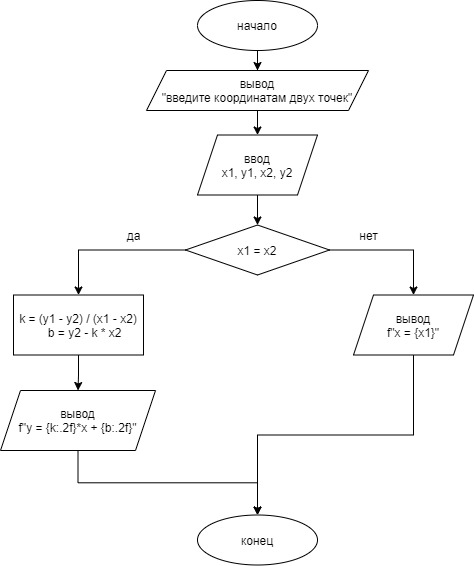 начало
вывод
"введите координатам двух точек"
ввод
x1, y1, x2, y2
x1 = x2
да
нет
k = (y1 - y2) / (x1 - x2)
b = y2 - k * x2
вывод
f"x = {x1}"
вывод
f"y = {k:.2f}*x + {b:.2f}"
конец